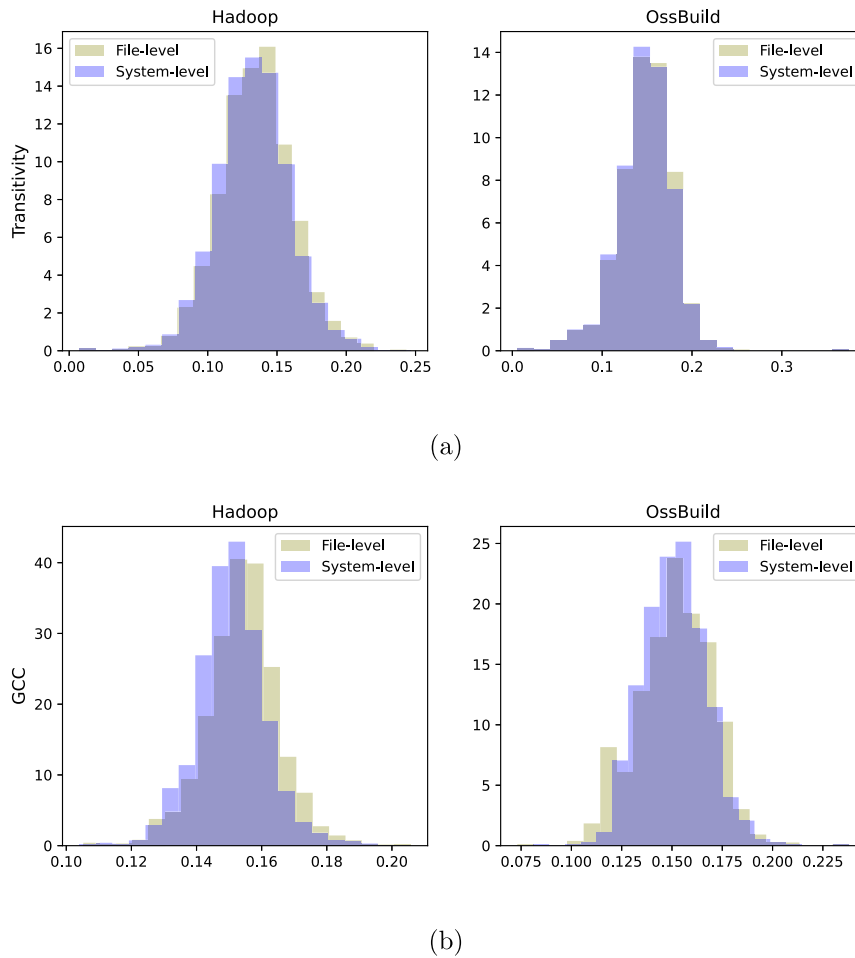 Hadoop
OssBuild
File-level
System-level
File-level
System-level
Transitivity
16
14
12
10
8
6
4
2
0
14
12
10
8
6
4
2
0
0.00 0.05 0.10 0.15 0.20 0.25
0.0 0.1 0.2 0.3
(a)
Hadoop
OssBuild
File-level
System-level
File-level
System-level
GCC
40
30
20
10
0
25
20
15
10
5
0
0.10 0.12 0.14 0.16 0.18 0.20
0.075 0.100 0.125 0.150 0.175 0.200 0.225
(b)